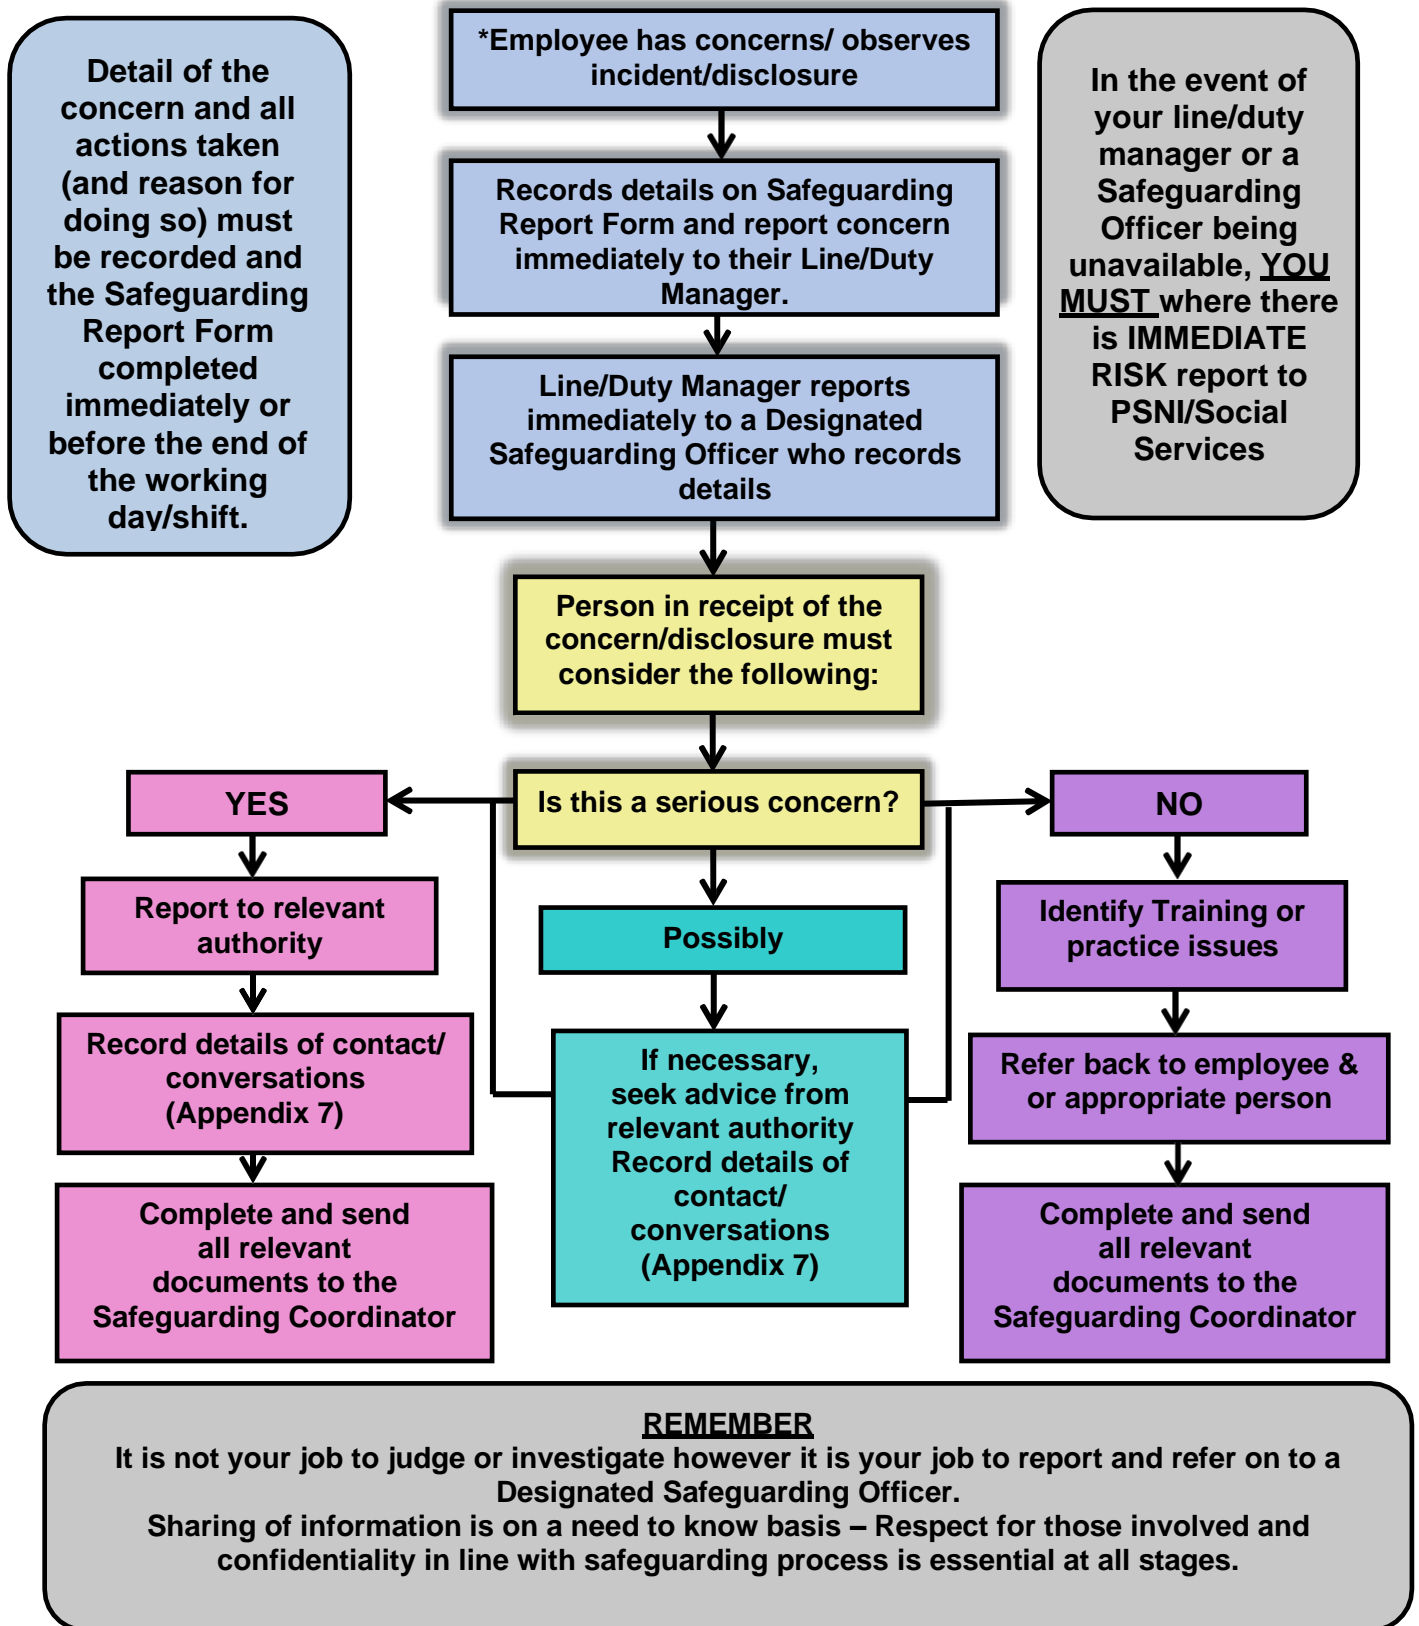 Detail of the
concern and all
actions taken
(and reason for
doing so) must
be recorded and
the Safeguarding
Report Form
completed
immediately or
before the end of
the working
day/shift.
*Employee has concerns/ observes
incident/disclosure
In the event of
your line/duty
manager or a
Safeguarding
Officer being
unavailable, YOU
MUST where there
is IMMEDIATE
RISK report to
PSNI/Social
Services
Records details on Safeguarding
Report Form and report concern
immediately to their Line/Duty
Manager.
Line/Duty Manager reports
immediately to a Designated
Safeguarding Officer who records
details
Person in receipt of the
concern/disclosure must
consider the following:
Is this a serious concern?
YES
Report to relevant
authority
Record details of contact/
conversations
(Appendix 7)
Complete and send
all relevant
documents to the
Safeguarding Coordinator
Possibly
If necessary,
seek advice from
relevant authority
Record details of
contact/
conversations
(Appendix 7)
NO
Identify Training or
practice issues
Refer back to employee &
or appropriate person
Complete and send
all relevant
documents to the
Safeguarding Coordinator
REMEMBER
It is not your job to judge or investigate however it is your job to report and refer on to a
Designated Safeguarding Officer.
Sharing of information is on a need to know basis – Respect for those involved and
confidentiality in line with safeguarding process is essential at all stages.